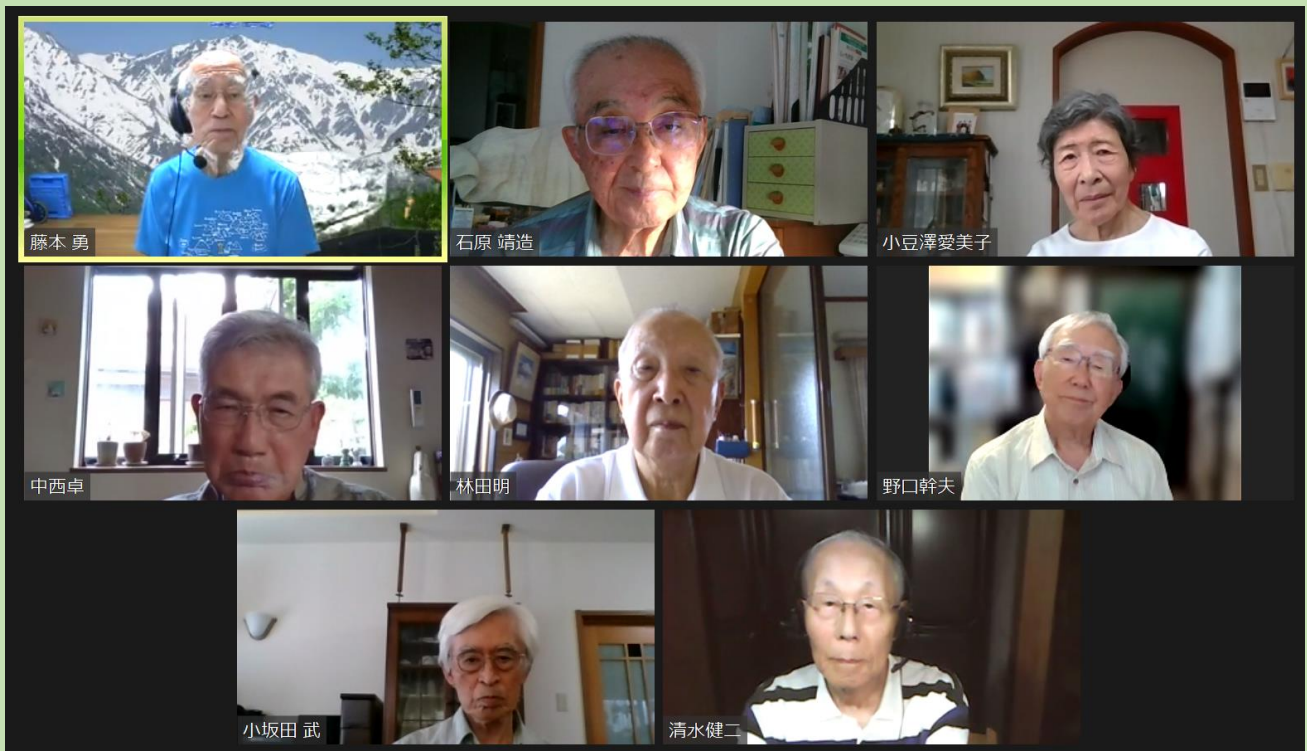 藤本 勇
石原 靖造
小豆澤愛美子
中西卓
林田明
野口幹夫
小坂田 武
清水健二